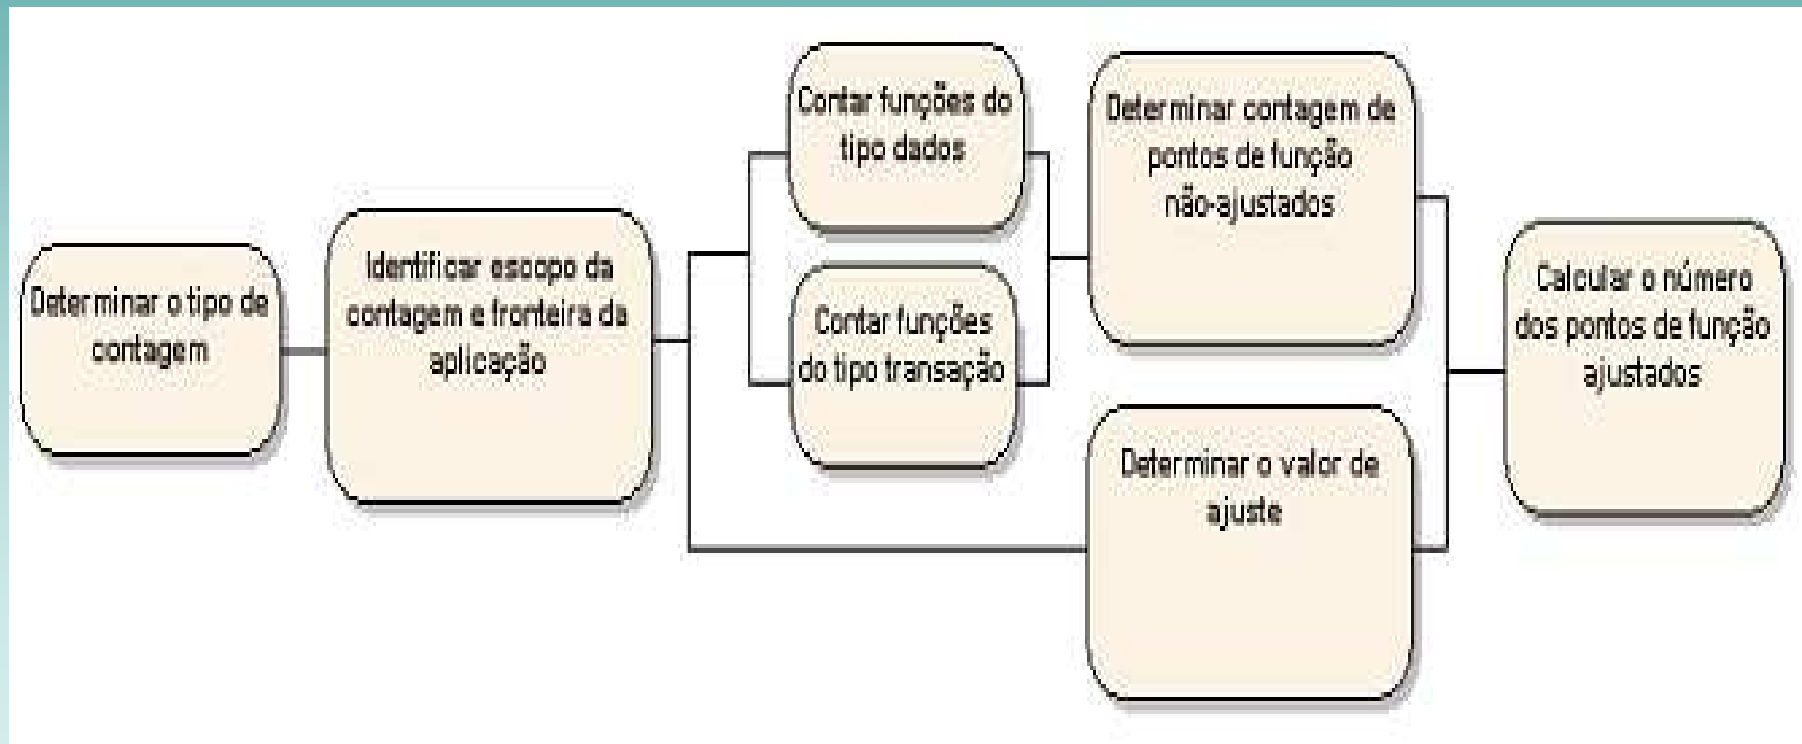 Determinar o tipo de
contagem
Identificar escopo da
contagem e fronteira da
aplicação
Contar funções do
tipo dados
Contar funções
do tipo transação
Determinar contagem de
pontos de função
não-ajustados
Determinar o valor de
ajuste
Calcular o número
dos pontos de função
ajustados